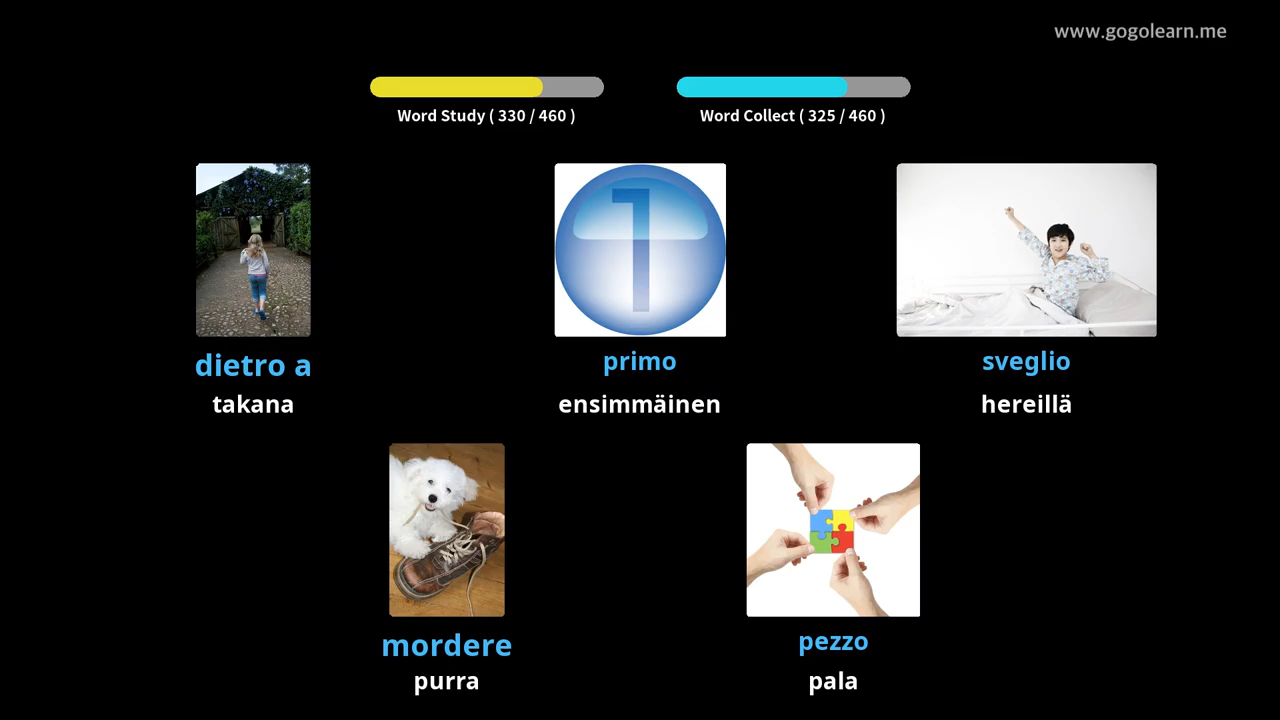 www.gogolearn.me
Word Study ( 330 / 460 )
Word Collect ( 325 / 460 )
1
dietro a
takana
primo
ensimmäinen
sveglio
hereillä
mordere
purra
pezzo
pala